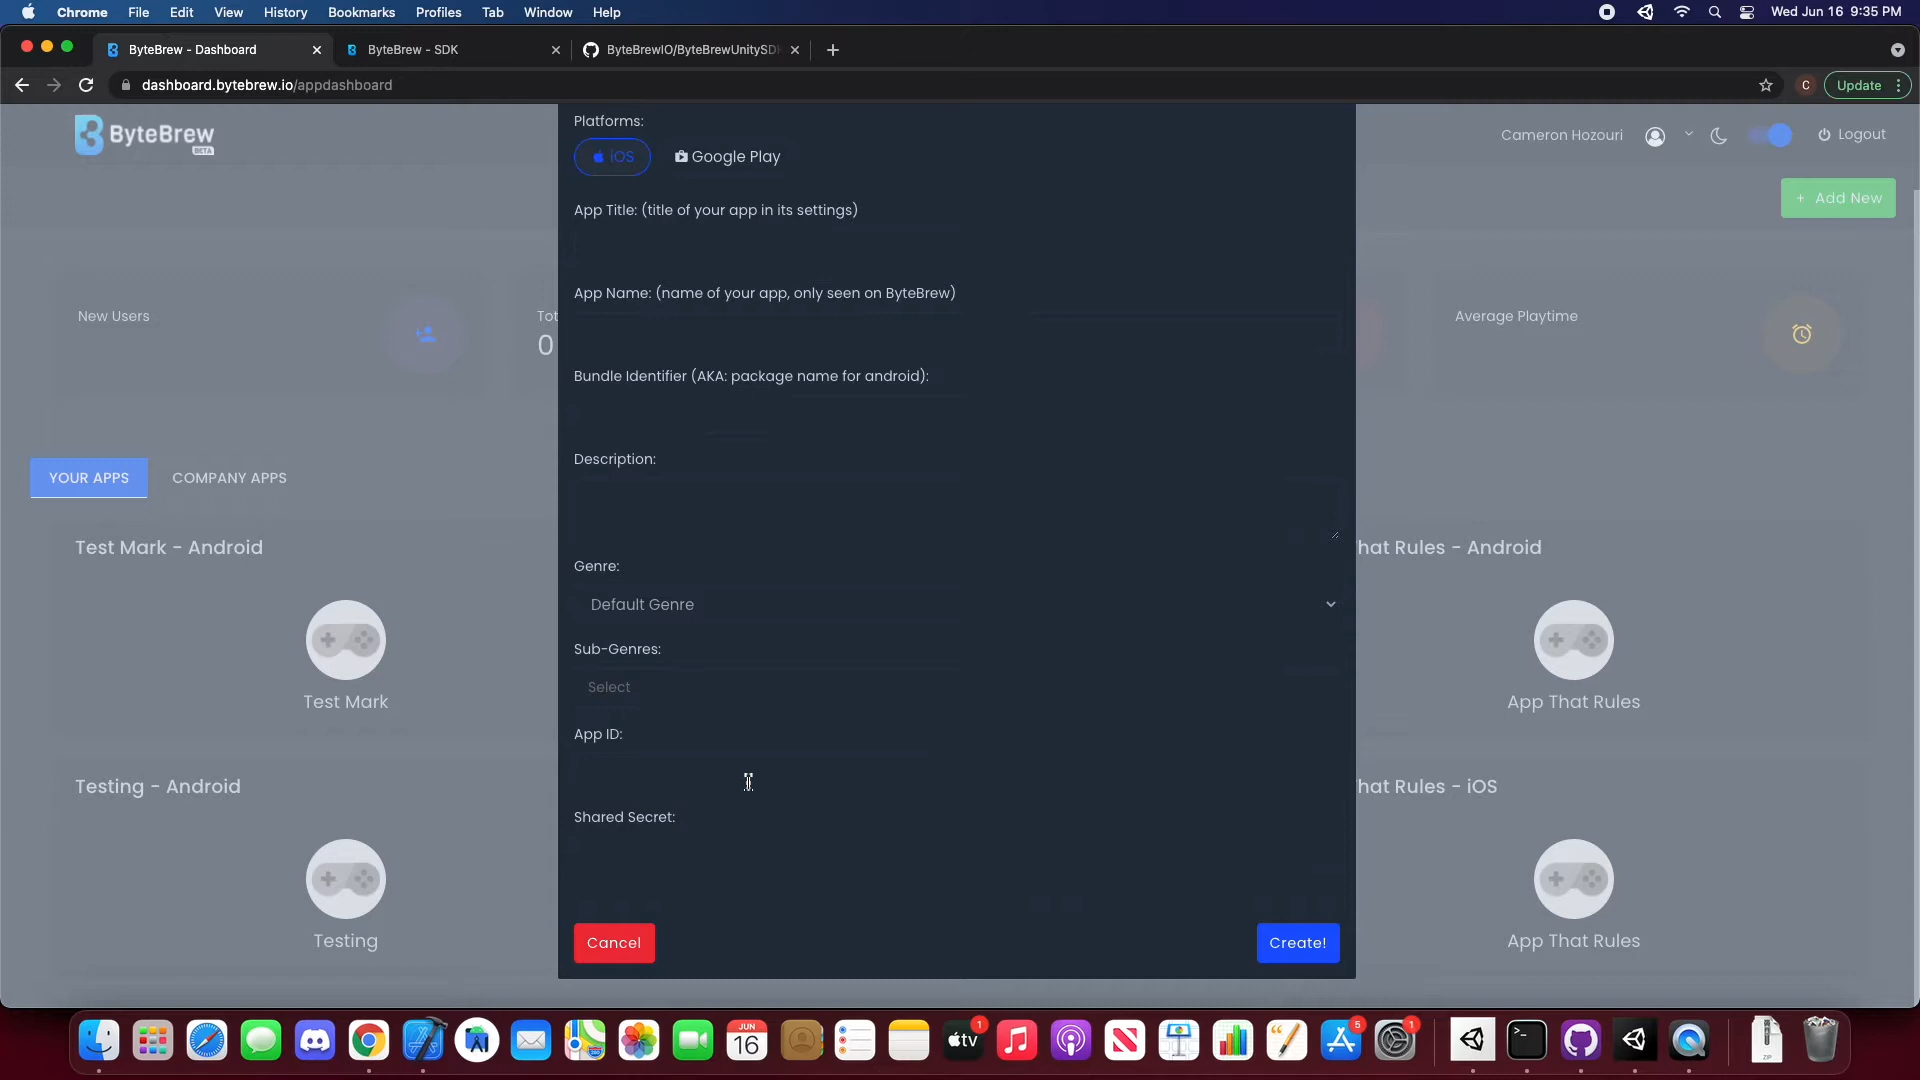 Chrome File Edit View History Bookmarks Profiles Tab Window Help Wed Jun 16 9:35 PM
ByteBrew - Dashboard ByteBrew - SDK ByteBrewIO/ByteBrewUnitySD
dashboard.bytebrew.io/appdashboard C Update
Platforms:
ByteBrew
BETA
Cameron Hozouri Logout
iOS Google Play
+ Add New
App Title: (title of your app in its settings)
App Name: (name of your app, only seen on ByteBrew)
New Users Tot Average Playtime
0
Bundle Identifier (AKA: package name for android):
Description:
YOUR APPS COMPANY APPS
Test Mark - Android hat Rules - Android
Genre:
Default Genre
Sub-Genres:
Select
Test Mark App That Rules
App ID:
Testing - Android hat Rules - iOS
Shared Secret:
Cancel Create!
Testing App That Rules
JUN
16
tv
1
5
1
ZIP